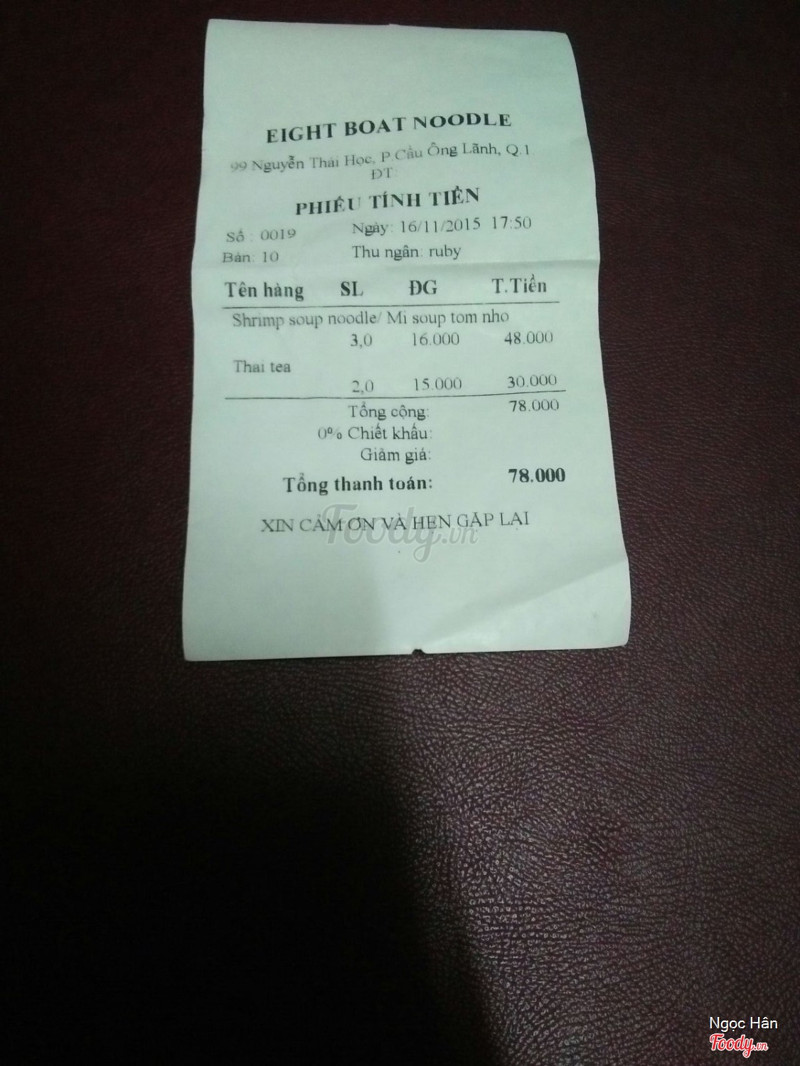 EIGHT BOAT NOODLE
99 Nguyễn Thái Học, P Cầu Ông Lãnh, Q.1
ĐT:
PHIẾU TÍNH TIỀN
Số : 0019 Ngày: 16/11/2015 17:50
Bàn: 10 Thu ngân: ruby
Tên hàng SL ĐG T.Tiền
Shrimp soup noodle/ Mi soup tom nho
3,0 16.000 48.000
Thai tea
2,0 15.000 30.000
Tổng cộng: 78.000
0% Chiết khấu:
Giảm giá:
Tổng thanh toán: 78.000
XIN CẢM ƠN VÀ HẸN GẶP LẠI
Foody.vn
Ngọc Hân
Foody.vn